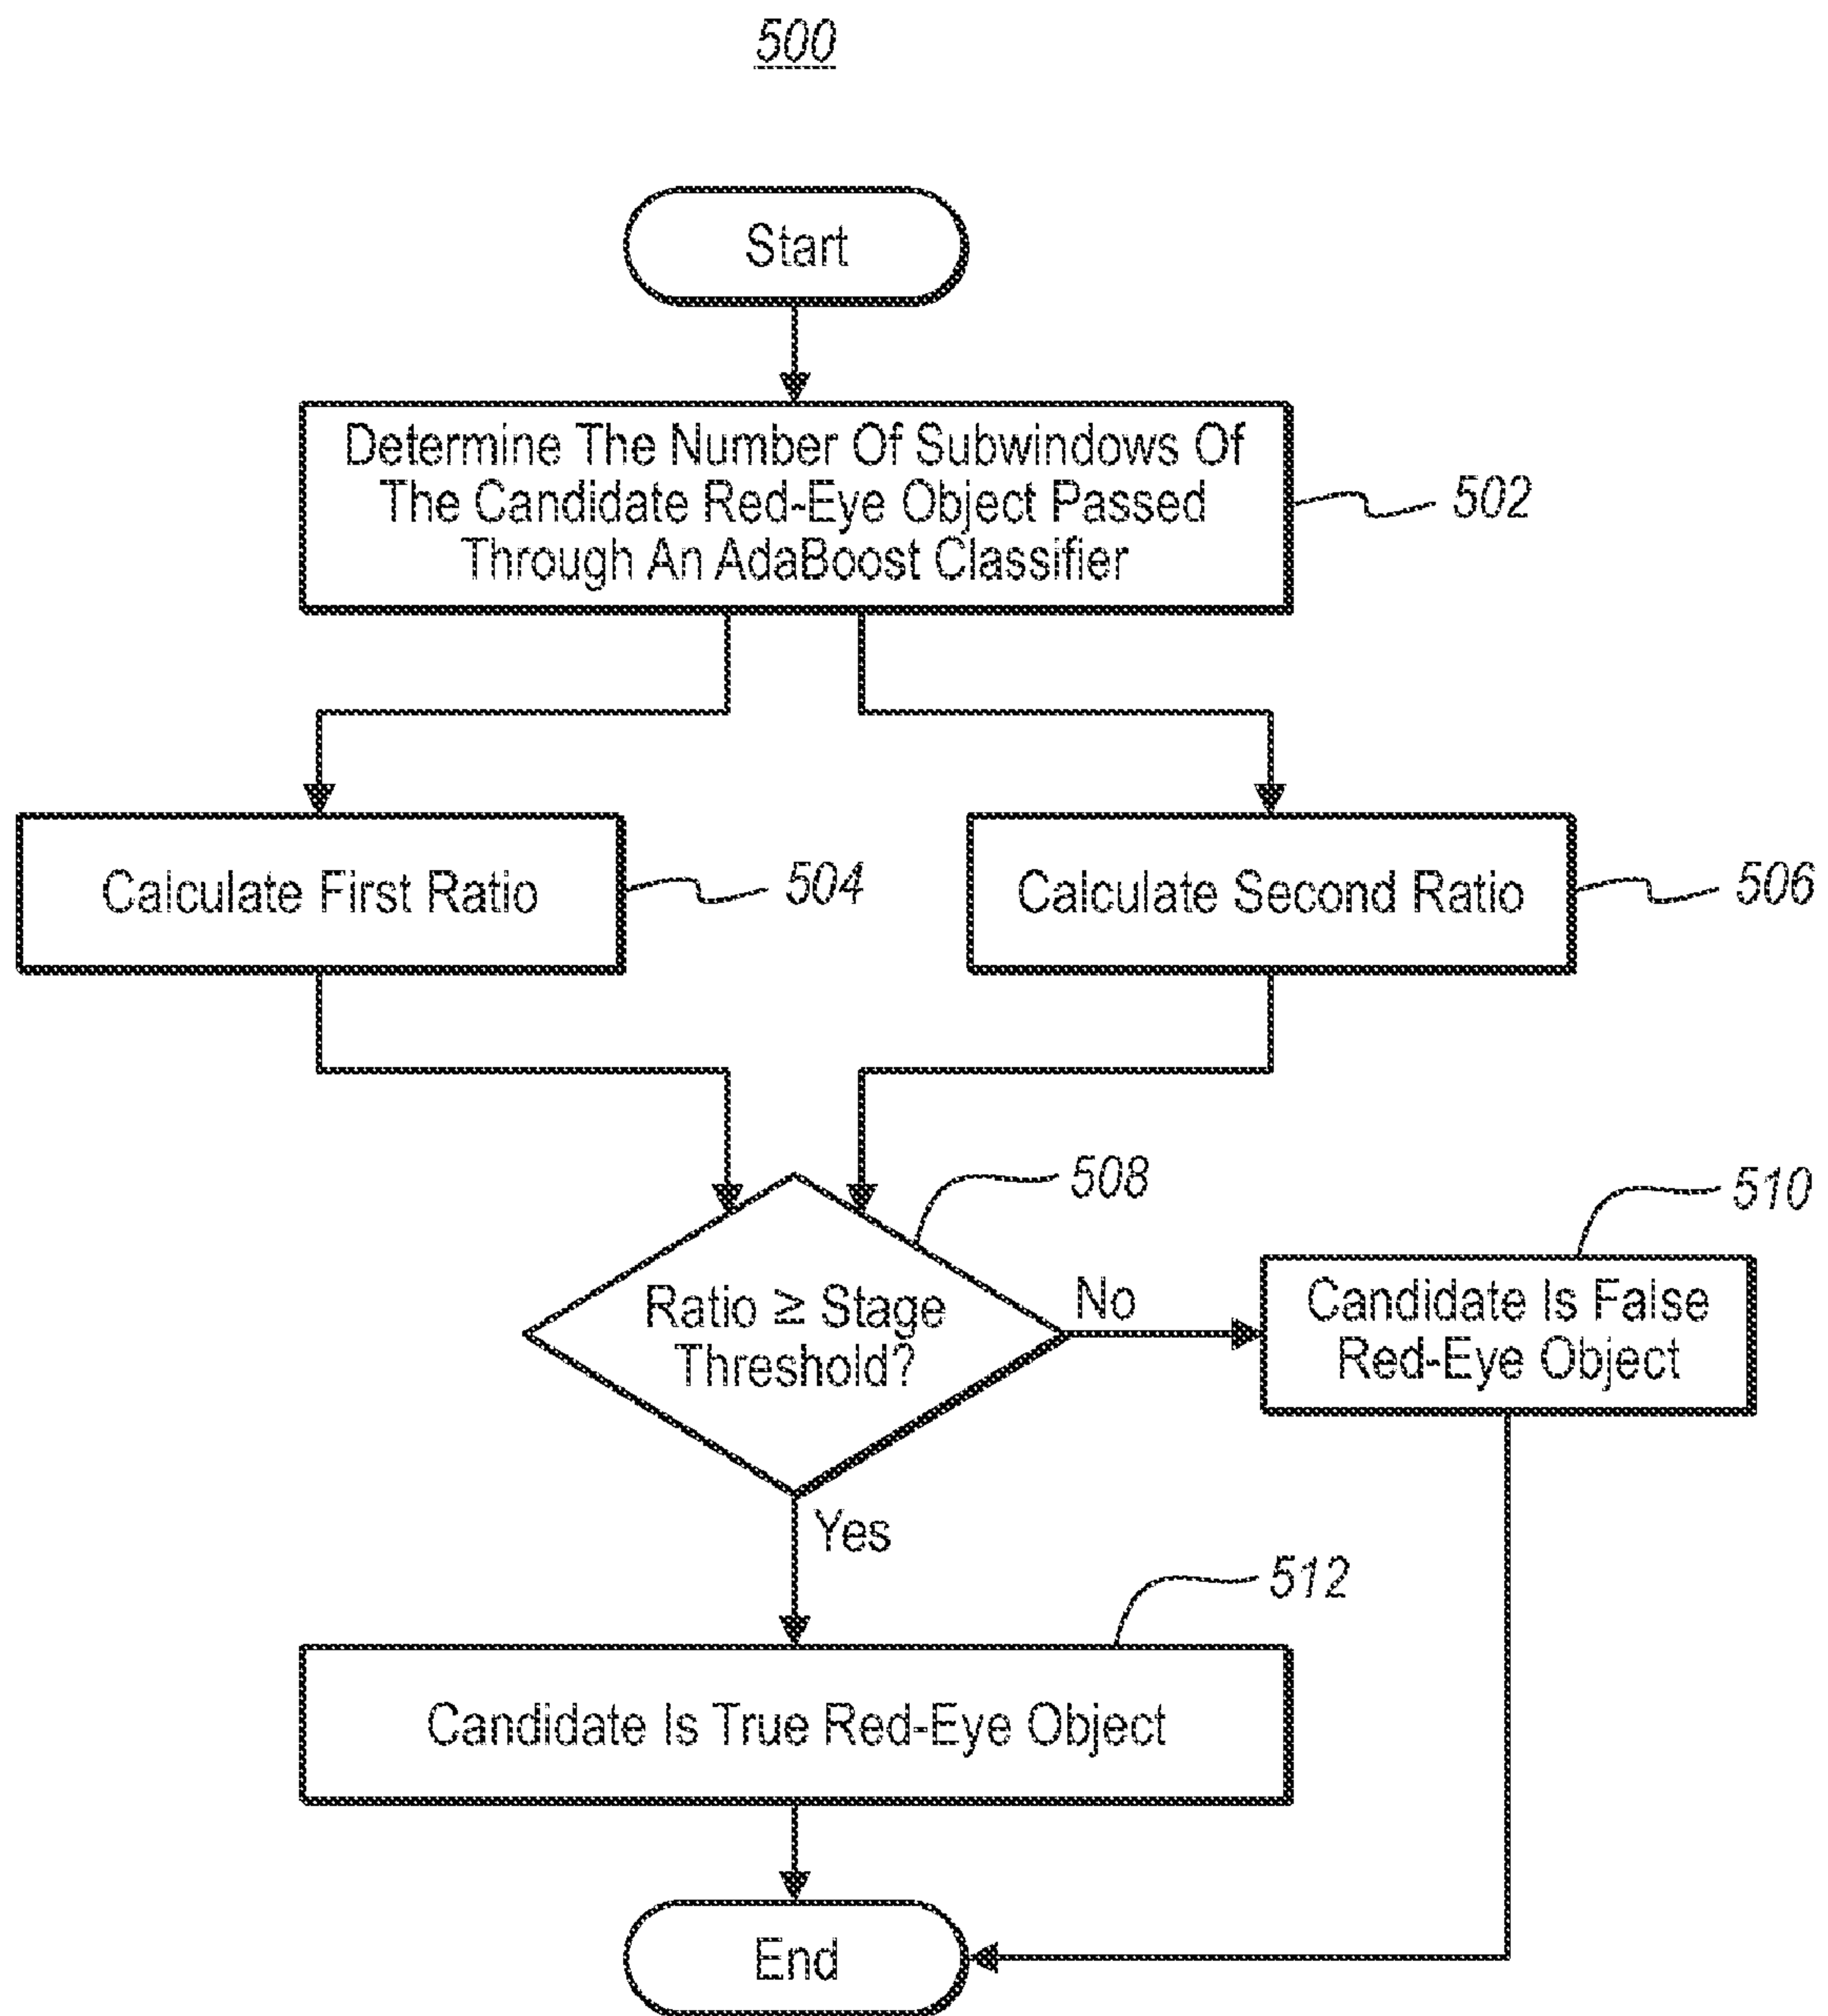 500
Start
Determine The Number Of Subwindows Of
The Candidate Red-Eye Object Passed
Through An AdaBoost Classifier
502
Calculate First Ratio
504
Calculate Second Ratio
506
508
Ratio ≥ Stage
Threshold?
No
510
Candidate Is False
Red-Eye Object
Yes
512
Candidate Is True Red-Eye Object
End